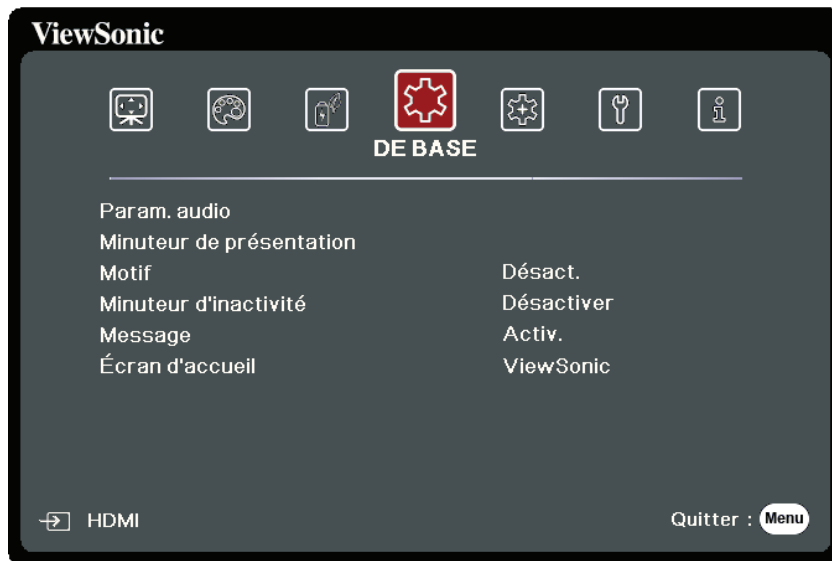 ViewSonic
DE BASE
Param. audio
Minuteur de présentation
Motif Désact.
Minuteur d'inactivité Désactiver
Message Activ.
Écran d'accueil ViewSonic
HDMI Quitter : Menu